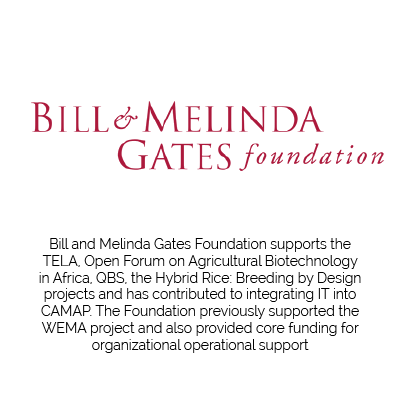 BILL & MELINDA
GATES foundation
Bill and Melinda Gates Foundation supports the
TELA, Open Forum on Agricultural Biotechnology
in Africa, QBS, the Hybrid Rice: Breeding by Design
projects and has contributed to integrating IT into
CAMAP. The Foundation previously supported the
WEMA project and also provided core funding for
organizational operational support